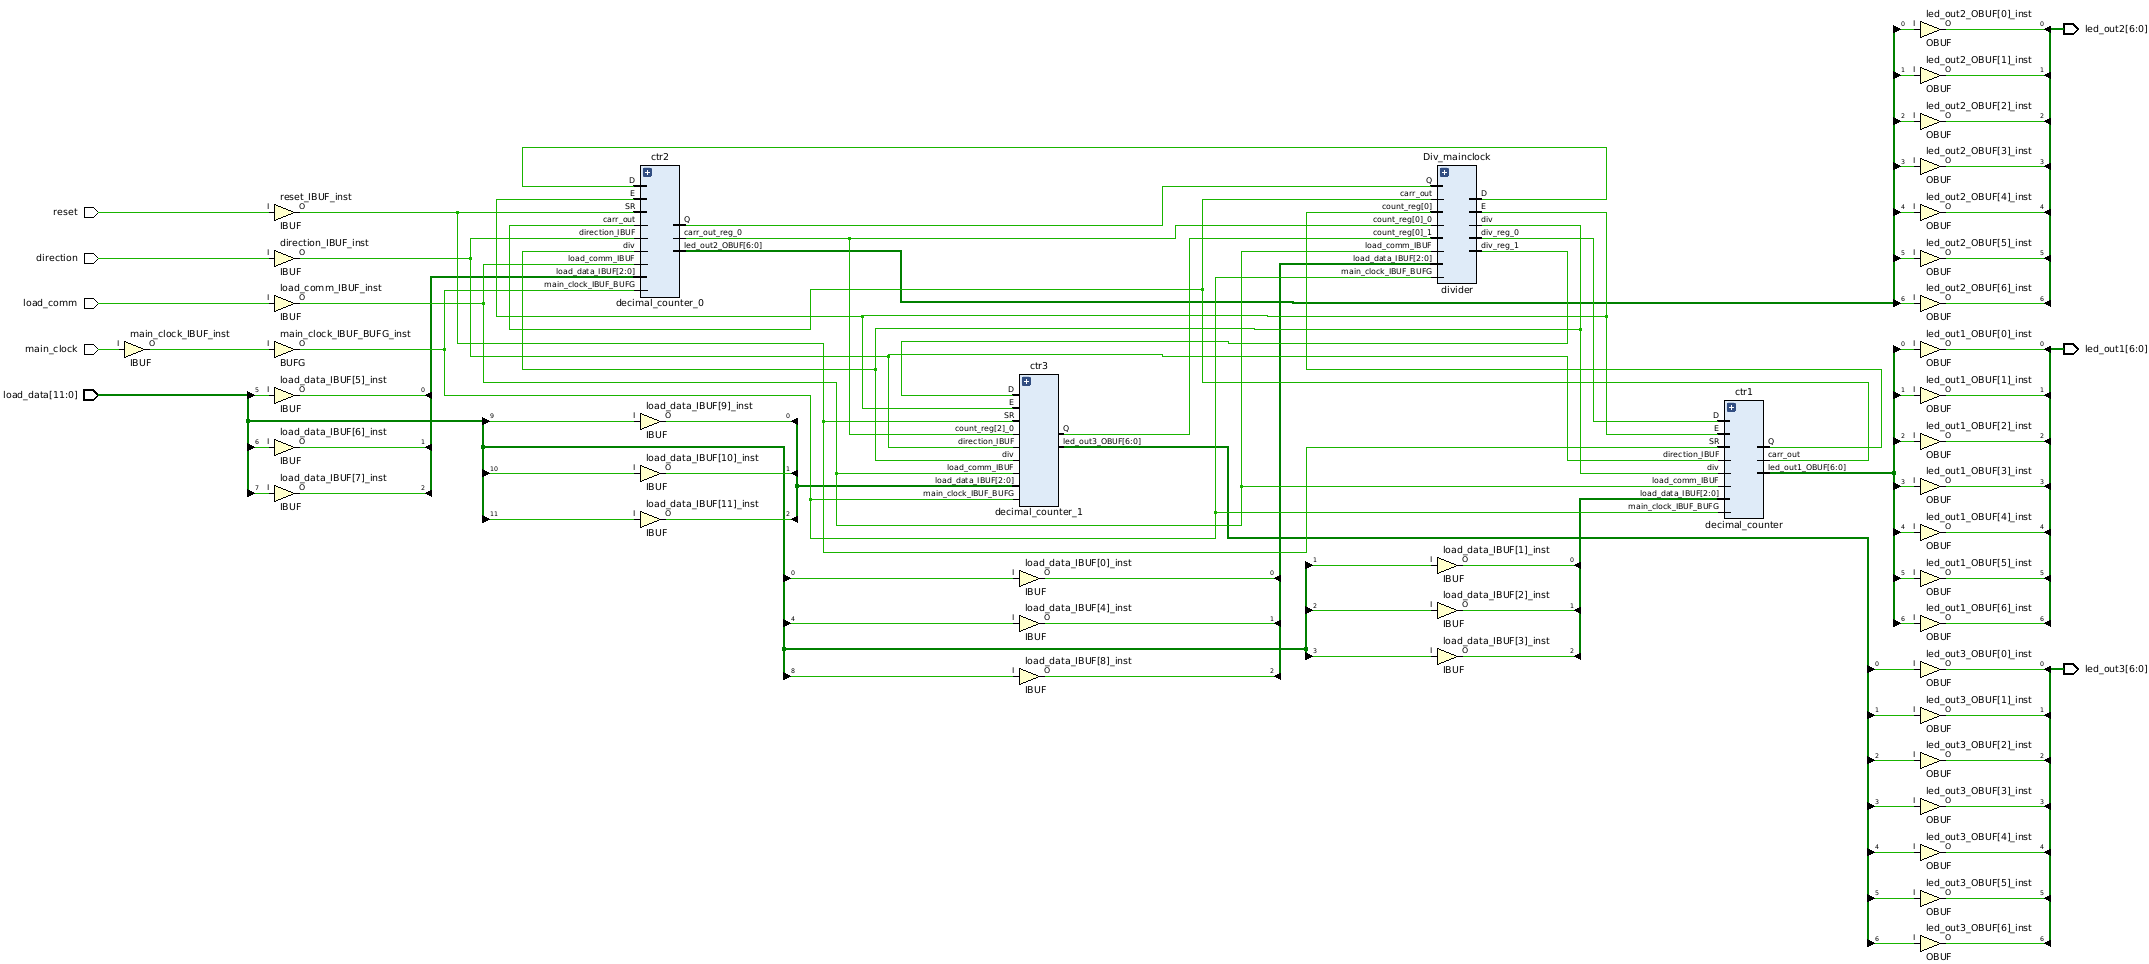 reset
direction
load_comm
main_clock
load_data[11:0]
I
O
main_clock_IBUF_inst
IBUF
reset_IBUF_inst
I
O
IBUF
direction_IBUF_inst
I
O
IBUF
load_comm_IBUF_inst
I
O
IBUF
main_clock_IBUF_BUFG_inst
I
O
BUFG
load_data_IBUF[5]_inst
5
I
O
0
IBUF
load_data_IBUF[6]_inst
6
I
O
1
IBUF
load_data_IBUF[7]_inst
7
I
O
2
IBUF
load_data_IBUF[9]_inst
9
I
O
0
IBUF
load_data_IBUF[10]_inst
10
I
O
1
IBUF
load_data_IBUF[11]_inst
11
I
O
2
IBUF
ctr2
D
E
SR
carr_out
direction_IBUF
div
load_comm_IBUF
load_data_IBUF[2:0]
main_clock_IBUF_BUFG
Q
carr_out_reg_0
led_out2_OBUF[6:0]
decimal_counter_0
ctr3
D
E
SR
count_reg[2]_0
direction_IBUF
div
load_comm_IBUF
load_data_IBUF[2:0]
main_clock_IBUF_BUFG
Q
led_out3_OBUF[6:0]
decimal_counter_1
load_data_IBUF[0]_inst
0
I
O
0
IBUF
load_data_IBUF[4]_inst
4
I
O
1
IBUF
load_data_IBUF[8]_inst
8
I
O
2
IBUF
Div_mainclock
Q
carr_out
count_reg[0]
count_reg[0]_0
count_reg[0]_1
load_comm_IBUF
load_data_IBUF[2:0]
main_clock_IBUF_BUFG
D
E
div
div_reg_0
div_reg_1
divider
load_data_IBUF[1]_inst
1
I
O
0
IBUF
load_data_IBUF[2]_inst
2
I
O
1
IBUF
load_data_IBUF[3]_inst
3
I
O
2
IBUF
ctr1
D
E
SR
direction_IBUF
div
load_comm_IBUF
load_data_IBUF[2:0]
main_clock_IBUF_BUFG
Q
carr_out
led_out1_OBUF[6:0]
decimal_counter
led_out2_OBUF[0]_inst
0
I
O
0
OBUF
led_out2_OBUF[1]_inst
1
I
O
1
OBUF
led_out2_OBUF[2]_inst
2
I
O
2
OBUF
led_out2_OBUF[3]_inst
3
I
O
3
OBUF
led_out2_OBUF[4]_inst
4
I
O
4
OBUF
led_out2_OBUF[5]_inst
5
I
O
5
OBUF
led_out2_OBUF[6]_inst
6
I
O
6
OBUF
led_out2[6:0]
led_out1_OBUF[0]_inst
0
I
O
0
OBUF
led_out1_OBUF[1]_inst
1
I
O
1
OBUF
led_out1_OBUF[2]_inst
2
I
O
2
OBUF
led_out1_OBUF[3]_inst
3
I
O
3
OBUF
led_out1_OBUF[4]_inst
4
I
O
4
OBUF
led_out1_OBUF[5]_inst
5
I
O
5
OBUF
led_out1_OBUF[6]_inst
6
I
O
6
OBUF
led_out1[6:0]
led_out3_OBUF[0]_inst
0
I
O
0
OBUF
led_out3_OBUF[1]_inst
1
I
O
1
OBUF
led_out3_OBUF[2]_inst
2
I
O
2
OBUF
led_out3_OBUF[3]_inst
3
I
O
3
OBUF
led_out3_OBUF[4]_inst
4
I
O
4
OBUF
led_out3_OBUF[5]_inst
5
I
O
5
OBUF
led_out3_OBUF[6]_inst
6
I
O
6
OBUF
led_out3[6:0]